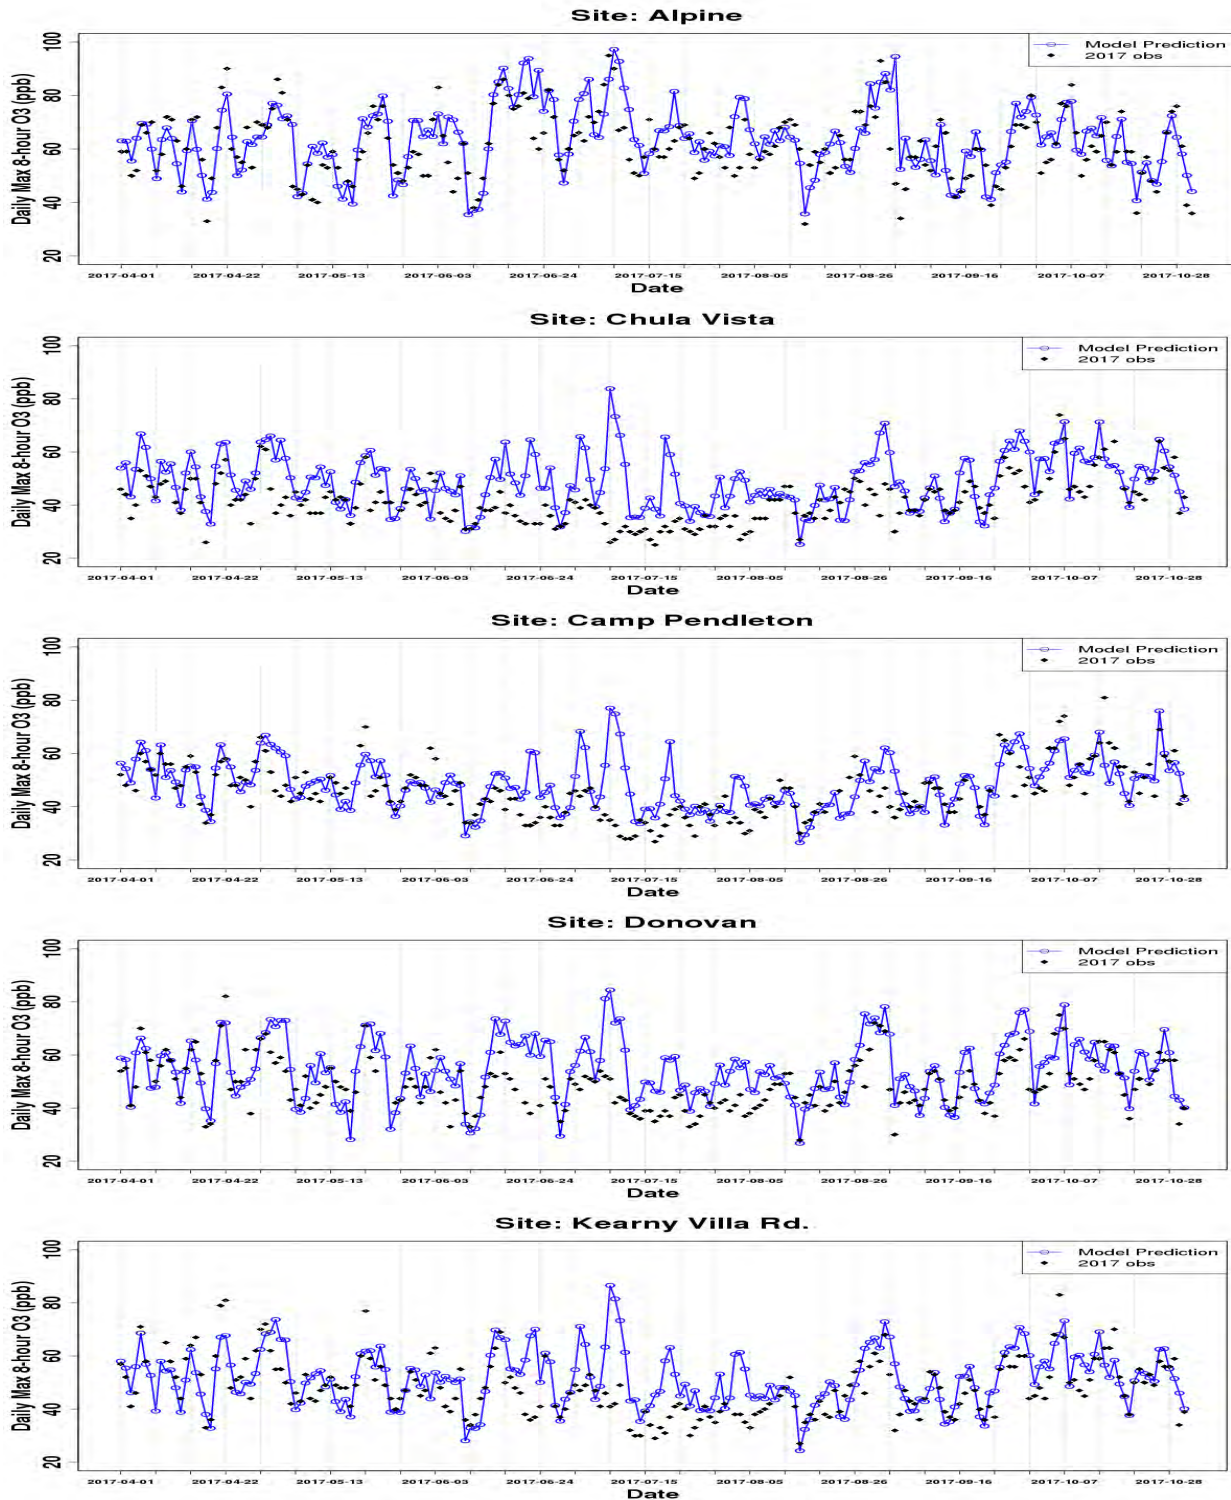 Site: Alpine
Daily Max 8-hour O3 (ppb)
100
80
60
40
20
Model Prediction
2017 obs
2017-04-01 2017-04-22 2017-05-13 2017-06-03 2017-06-24 2017-07-15 2017-08-05 2017-08-26 2017-09-16 2017-10-07 2017-10-28
Date
Site: Chula Vista
Daily Max 8-hour O3 (ppb)
100
80
60
40
20
Model Prediction
2017 obs
2017-04-01 2017-04-22 2017-05-13 2017-06-03 2017-06-24 2017-07-15 2017-08-05 2017-08-26 2017-09-16 2017-10-07 2017-10-28
Date
Site: Camp Pendleton
Daily Max 8-hour O3 (ppb)
100
80
60
40
20
Model Prediction
2017 obs
2017-04-01 2017-04-22 2017-05-13 2017-06-03 2017-06-24 2017-07-15 2017-08-05 2017-08-26 2017-09-16 2017-10-07 2017-10-28
Date
Site: Donovan
Daily Max 8-hour O3 (ppb)
100
80
60
40
20
Model Prediction
2017 obs
2017-04-01 2017-04-22 2017-05-13 2017-06-03 2017-06-24 2017-07-15 2017-08-05 2017-08-26 2017-09-16 2017-10-07 2017-10-28
Date
Site: Kearny Villa Rd.
Daily Max 8-hour O3 (ppb)
100
80
60
40
20
Model Prediction
2017 obs
2017-04-01 2017-04-22 2017-05-13 2017-06-03 2017-06-24 2017-07-15 2017-08-05 2017-08-26 2017-09-16 2017-10-07 2017-10-28
Date